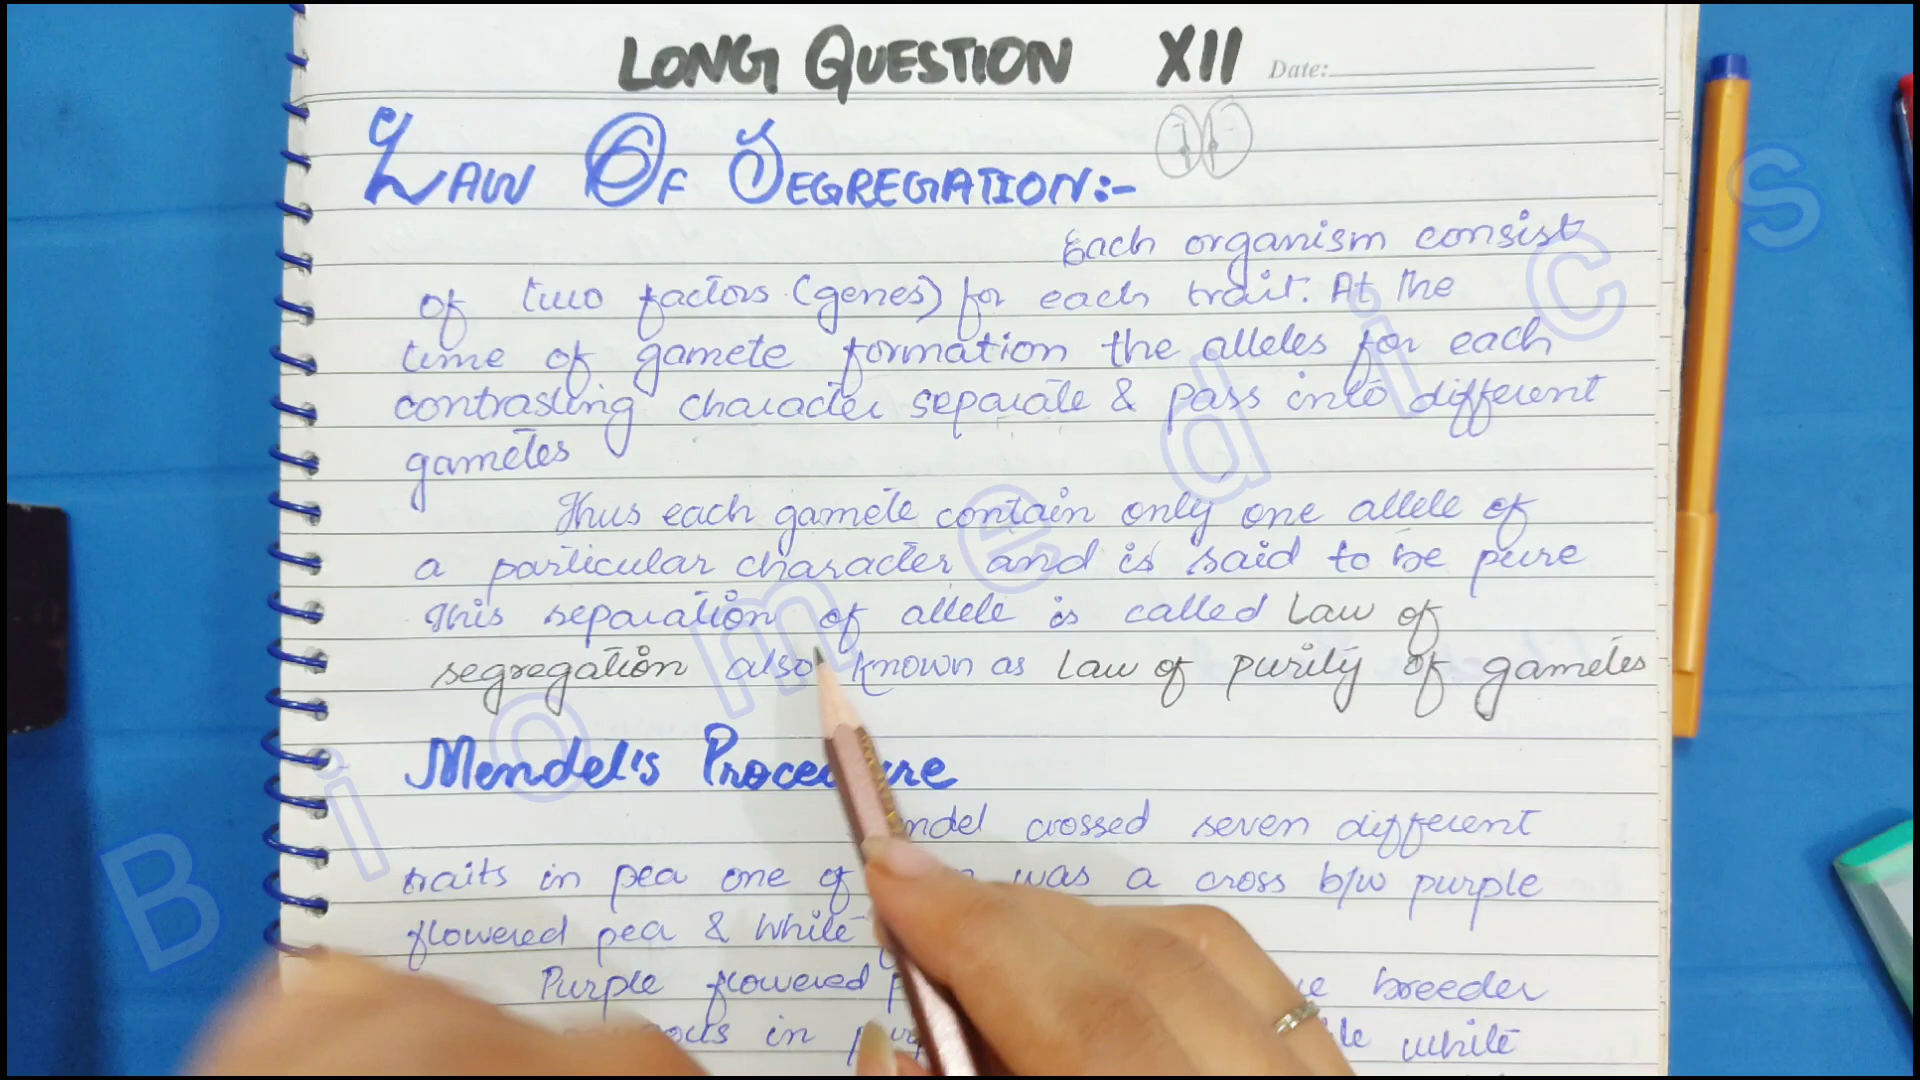 LONG QUESTION XII Date:
LAW OF SEGREGATION:-
Each organism consist
of two factors (genes) for each trait. At the
time of gamete formation the alleles for each
contrasting character separate & pass into different
gametes
Thus each gamete contain only one allele of
a particular character and is said to be pure
This separation of allele is called Law of
segregation also known as Law of purity of gametes
Mendel's Procedure
crossed seven different
traits in pea one of was a cross b/w purple
flowered pea & white
Purple flowered breeder
in white
Biomedics